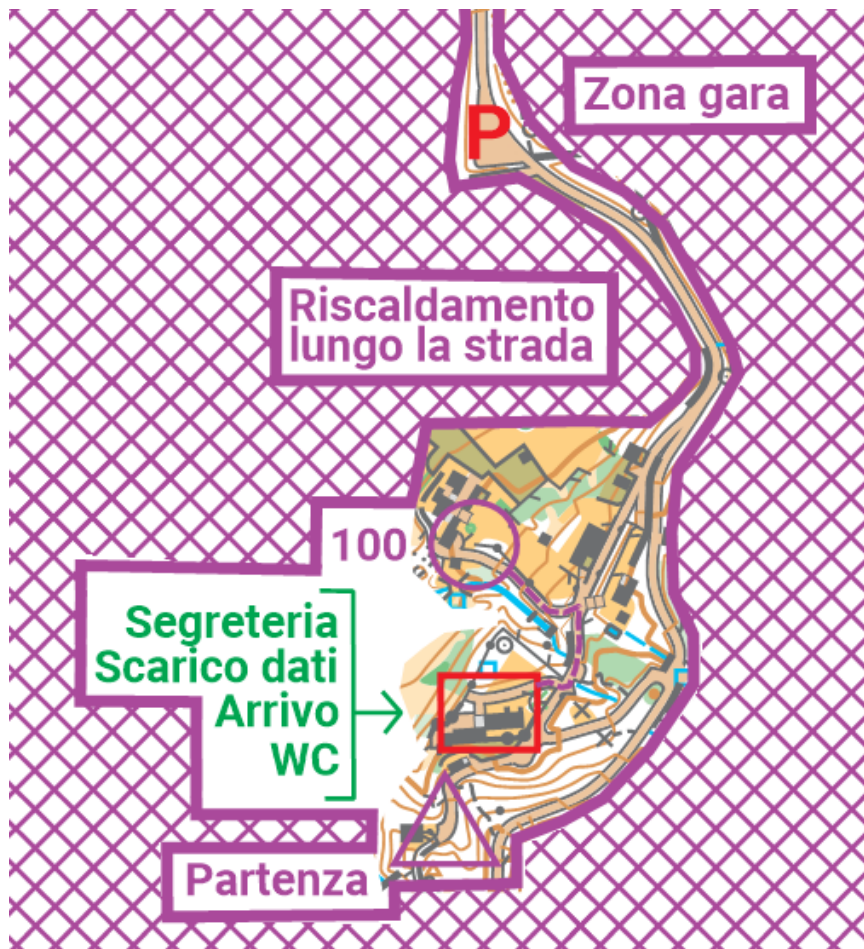 Zona gara
P
Riscaldamento
lungo la strada
100
Segreteria
Scarico dati
Arrivo
WC
Partenza